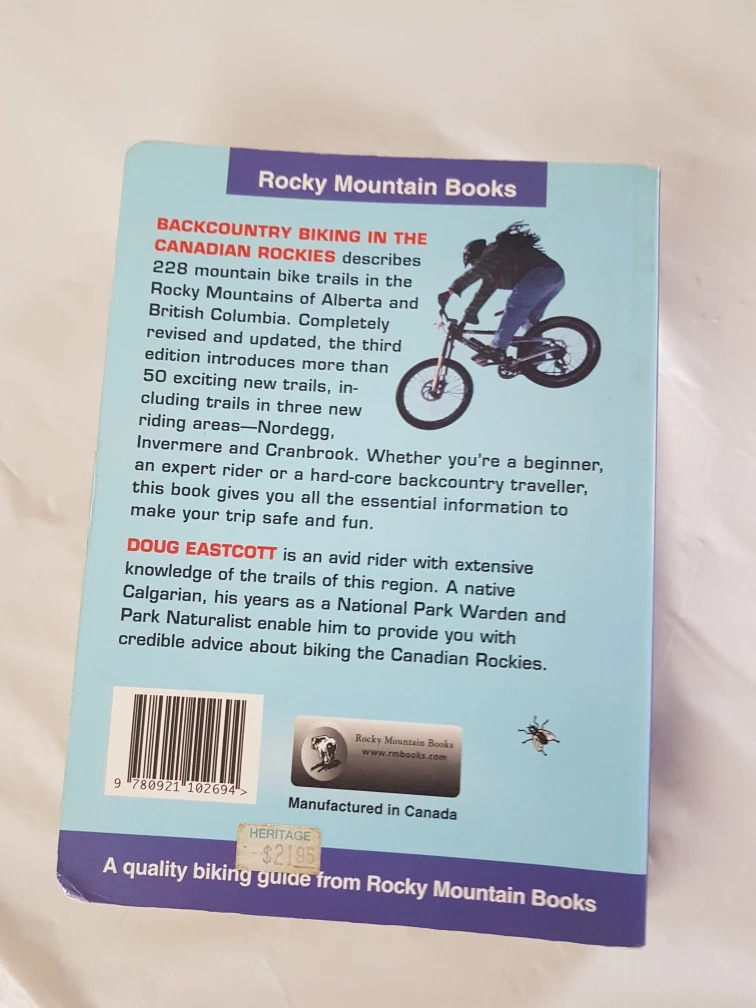 Rocky Mountain Books
BACKCOUNTRY BIKING IN THE
CANADIAN ROCKIES describes
228 mountain bike trails in the
Rocky Mountains of Alberta and
British Columbia. Completely
revised and updated, the third
edition introduces more than
50 exciting new trails, in-
cluding trails in three new
riding areas—Nordegg,
Invermere and Cranbrook. Whether you're a beginner,
an expert rider or a hard-core backcountry traveller,
this book gives you all the essential information to
make your trip safe and fun.
DOUG EASTCOTT is an avid rider with extensive
knowledge of the trails of this region. A native
Calgarian, his years as a National Park Warden and
Park Naturalist enable him to provide you with
credible advice about biking the Canadian Rockies.
9 780921 102694 >
Rocky Mountain Books
www.rmbooks.com
Manufactured in Canada
HERITAGE
--$21.95
A quality biking guide from Rocky Mountain Books